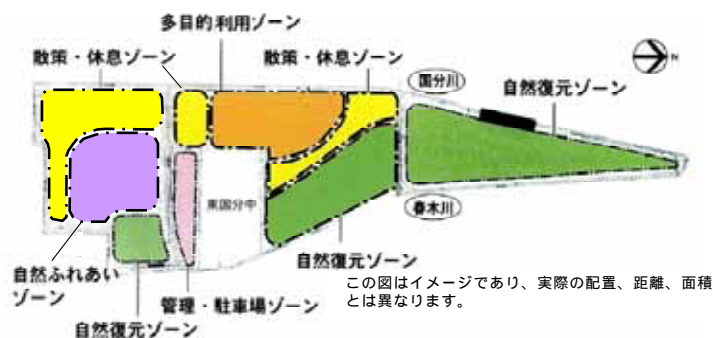 多目的利用ゾーン
散策・休息ゾーン
散策・休息ゾーン
国分川
N
自然復元ゾーン
東国分中
春木川
自然ふれあい
ゾーン
自然復元ゾーン
管理・駐車場ゾーン
自然復元ゾーン
この図はイメージであり、実際の配置、距離、面積
とは異なります。